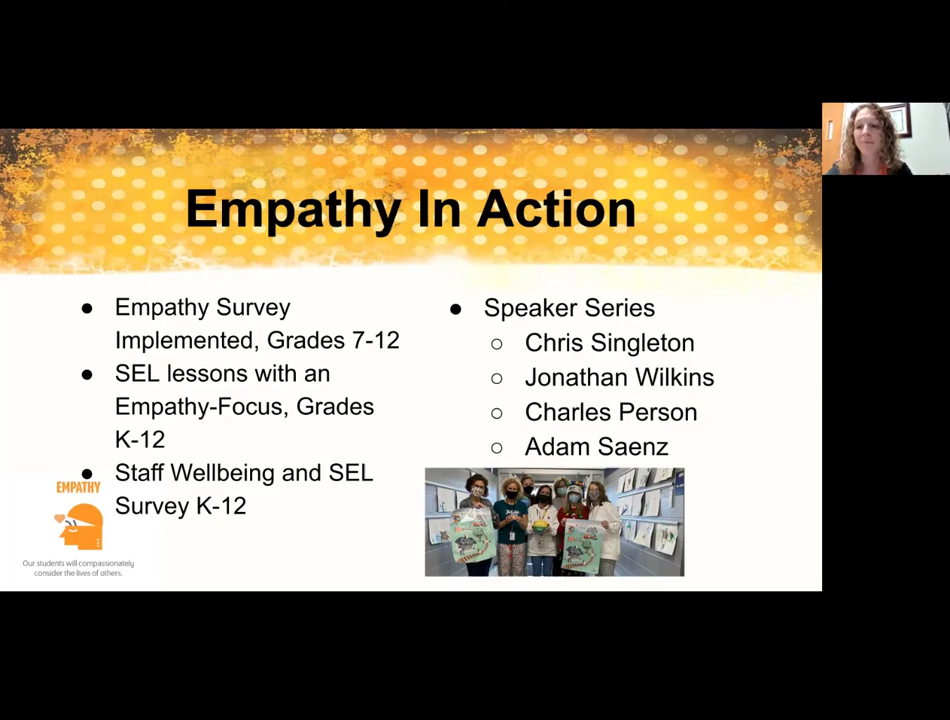 Empathy In Action
● Empathy Survey
Implemented, Grades 7-12
● SEL lessons with an
Empathy-Focus, Grades
K-12
● Staff Wellbeing and SEL
Survey K-12
● Speaker Series
○ Chris Singleton
○ Jonathan Wilkins
○ Charles Person
○ Adam Saenz
EMPATHY
Our students will compassionately
consider the lives of others.